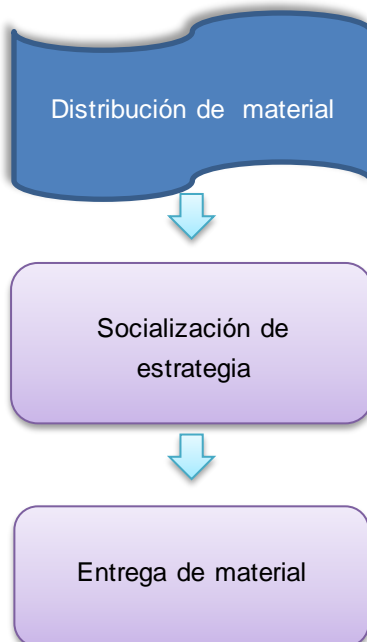 Distribución de material
Socialización de
estrategia
Entrega de material